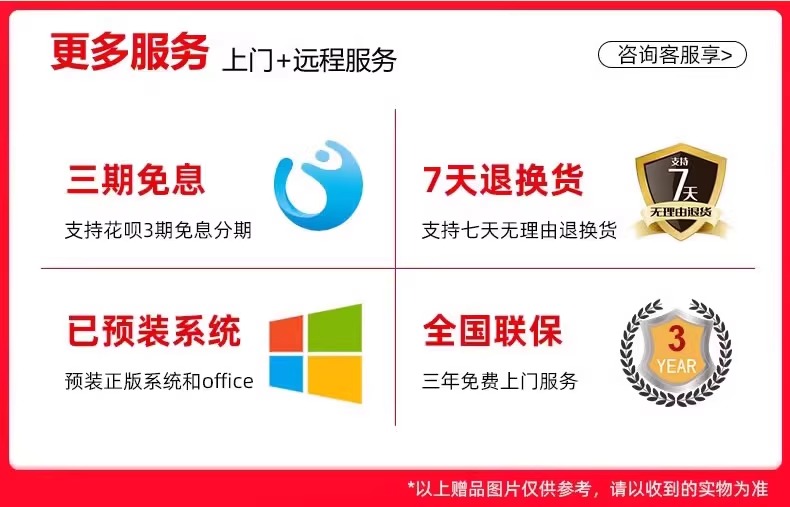 更多服务 上门+远程服务
咨询客服享>
三期免息
支持花呗3期免息分期
7天退换货
支持七天无理由退换货
支持
7天
无理由退货
已预装系统
预装正版系统和office
全国联保
三年免费上门服务
3
YEAR
*以上赠品图片仅供参考，请以收到的实物为准